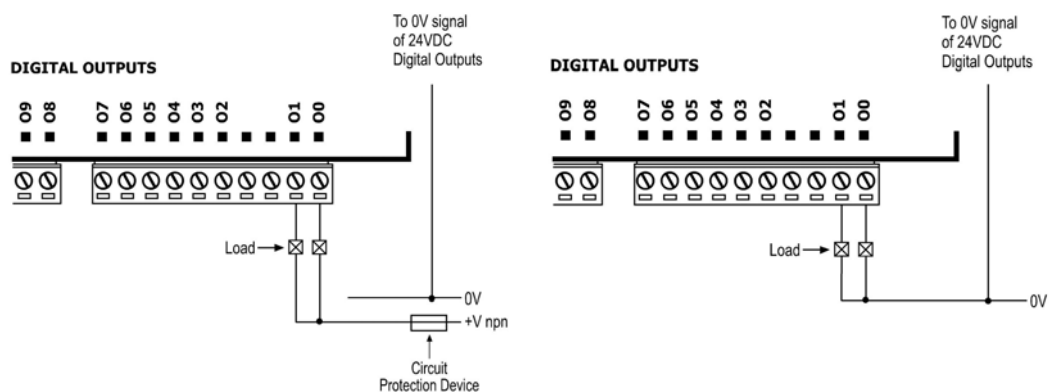 To 0V signal
of 24VDC
Digital Outputs
DIGITAL OUTPUTS
O9 O8 O7 O6 O5 O4 O3 O2 O1 O0
Load
0V
+V npn
Circuit
Protection Device
To 0V signal
of 24VDC
Digital Outputs
DIGITAL OUTPUTS
O9 O8 O7 O6 O5 O4 O3 O2 O1 O0
Load
0V